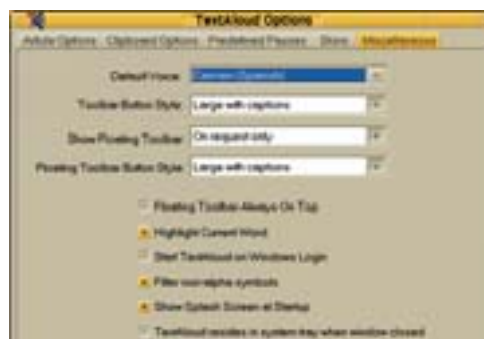 TextAloud Options
Article Options Clipboard Options Predefined Pauses Skins Miscellaneous
Default Voice: Carmen (Spanish)
Toolbar Button Style: Large with captions
Show Floating Toolbar: On request only
Floating Toolbar Button Style: Large with captions
Floating Toolbar Always On Top
Highlight Current Word
Start TextAloud on Windows Login
Filter non-alpha symbols
Show Splash Screen at Startup
TextAloud resides in system tray when window closed